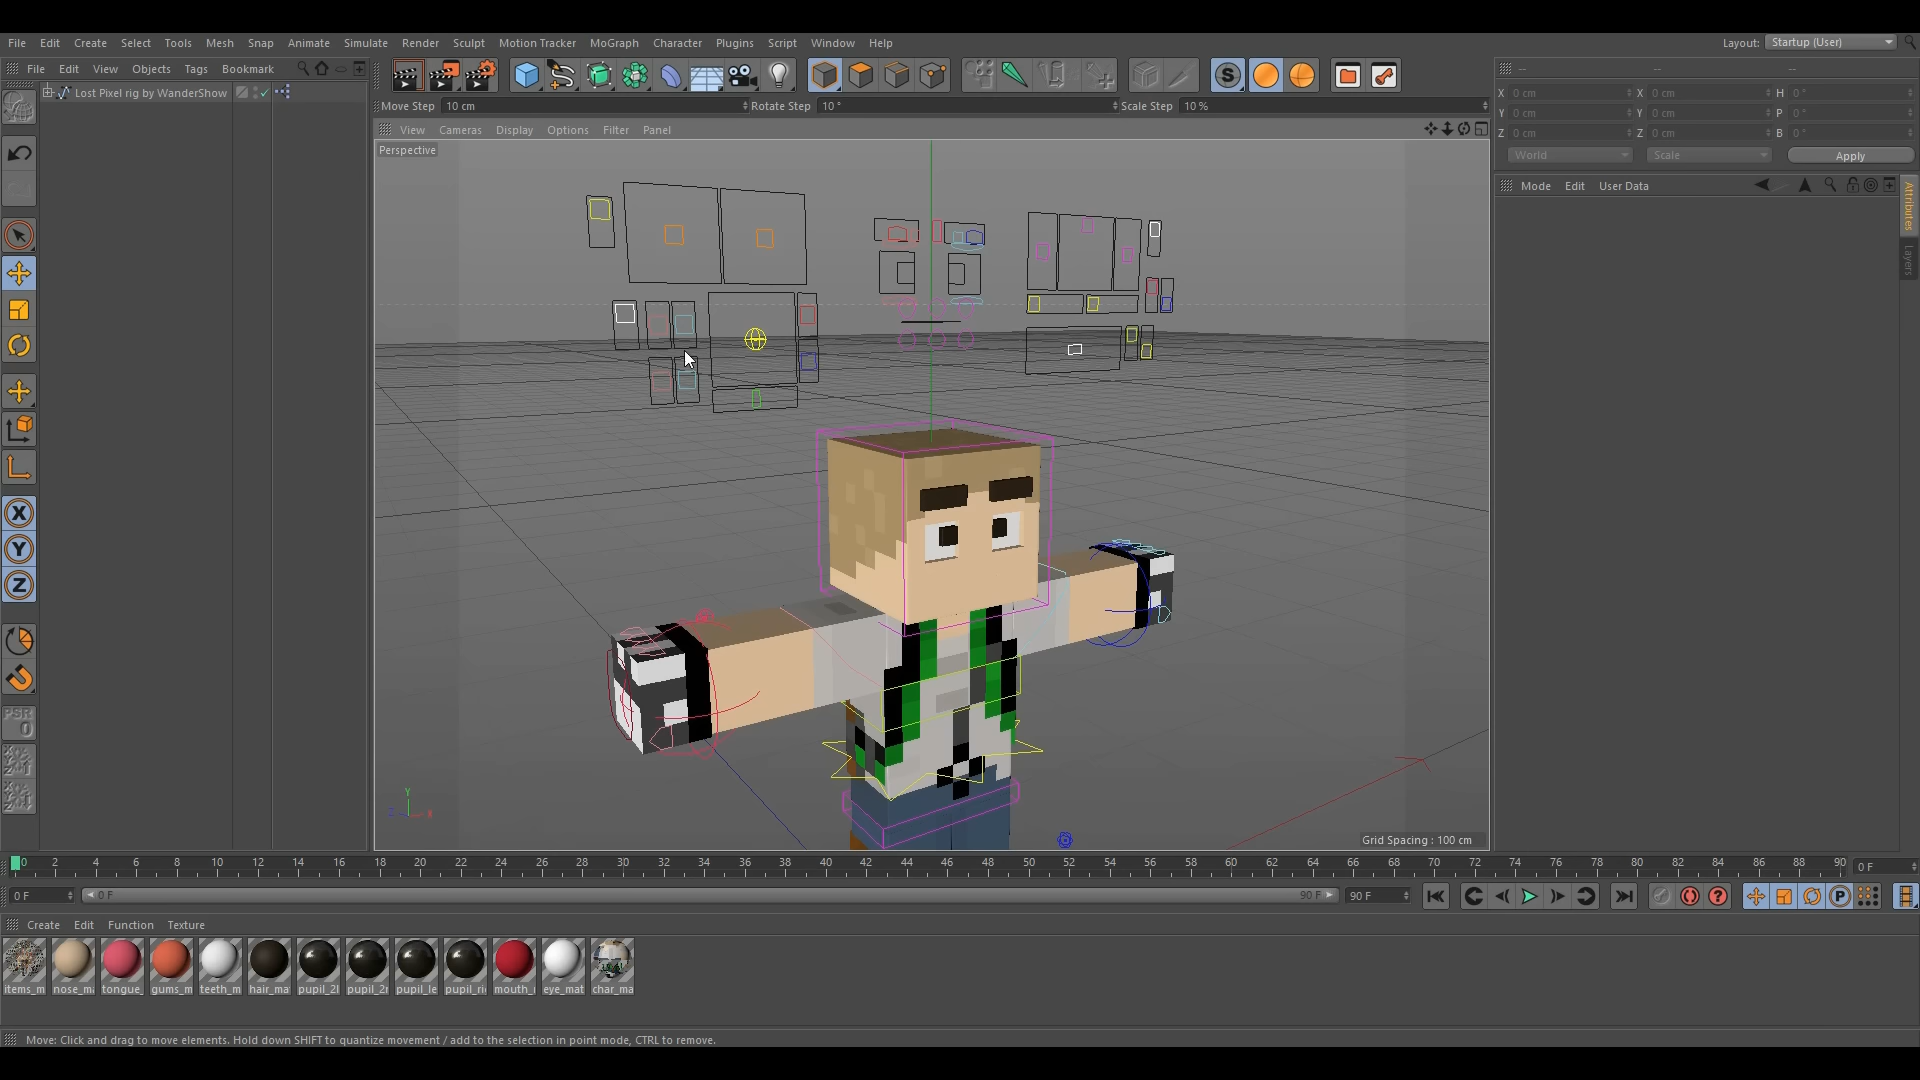 File Edit Create Select Tools Mesh Snap Animate Simulate Render Sculpt Motion Tracker MoGraph Character Plugins Script Window Help
Layout: Startup (User)
File Edit View Objects Tags Bookmark
Lost Pixel rig by WanderShow
Move Step 10 cm Rotate Step 10 ° Scale Step 10 %
View Cameras Display Options Filter Panel
Perspective
X 0 cm X 0 cm H 0 °
Y 0 cm Y 0 cm P 0 °
Z 0 cm Z 0 cm B 0 °
World Scale Apply
Mode Edit User Data
Attributes
Layers
S
X
Y
Z
PSR
0
Y
Grid Spacing : 100 cm
0 2 4 6 8 10 12 14 16 18 20 22 24 26 28 30 32 34 36 38 40 42 44 46 48 50 52 54 56 58 60 62 64 66 68 70 72 74 76 78 80 82 84 86 88 90 0 F
0 F 0 F 90 F 90 F
P
Create Edit Function Texture
items_m nose_m tongue_ gums_m teeth_m hair_ma pupil_2l pupil_2r pupil_le pupil_ri mouth_ eye_mat char_ma
Move: Click and drag to move elements. Hold down SHIFT to quantize movement / add to the selection in point mode, CTRL to remove.